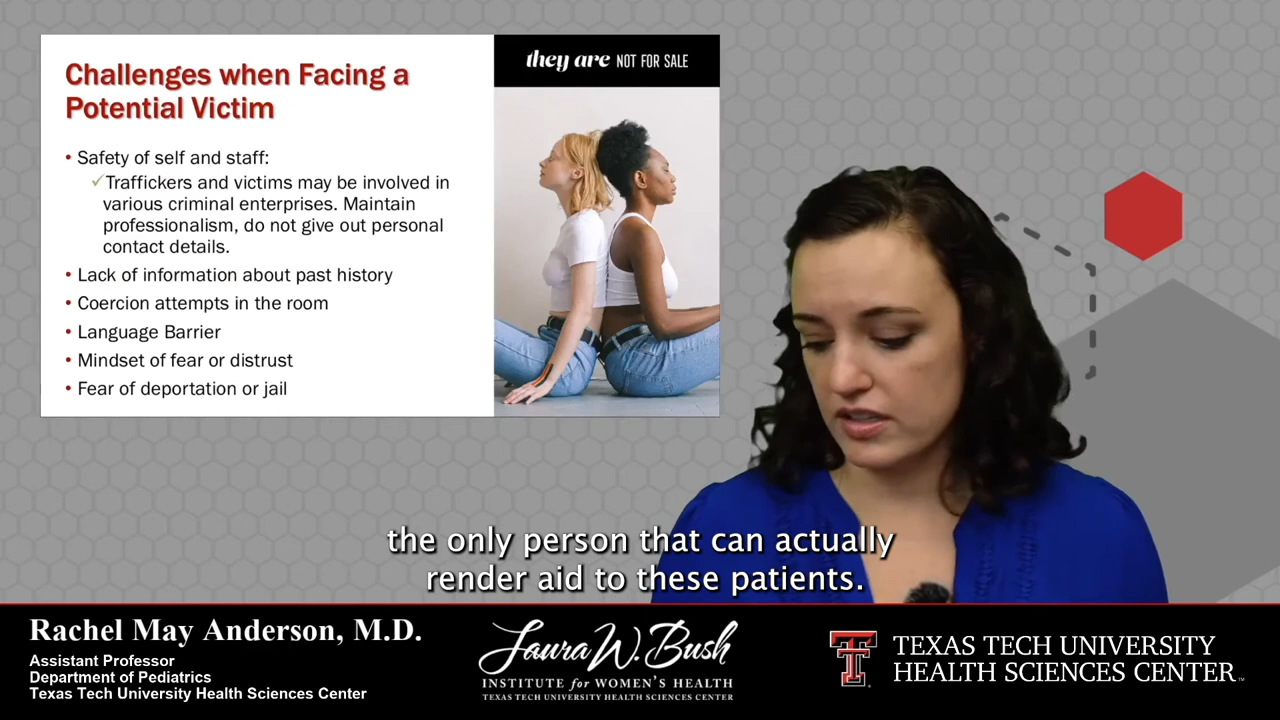 they are NOT FOR SALE
Challenges when Facing a
Potential Victim
• Safety of self and staff:
✓Traffickers and victims may be involved in
various criminal enterprises. Maintain
professionalism, do not give out personal
contact details.
• Lack of information about past history
• Coercion attempts in the room
• Language Barrier
• Mindset of fear or distrust
• Fear of deportation or jail
the only person that can actually
render aid to these patients.
Rachel May Anderson, M.D.
Assistant Professor
Department of Pediatrics
Texas Tech University Health Sciences Center
Laura W. Bush
INSTITUTE for WOMEN'S HEALTH
TEXAS TECH UNIVERSITY HEALTH SCIENCES CENTER
TEXAS TECH UNIVERSITY
HEALTH SCIENCES CENTER™